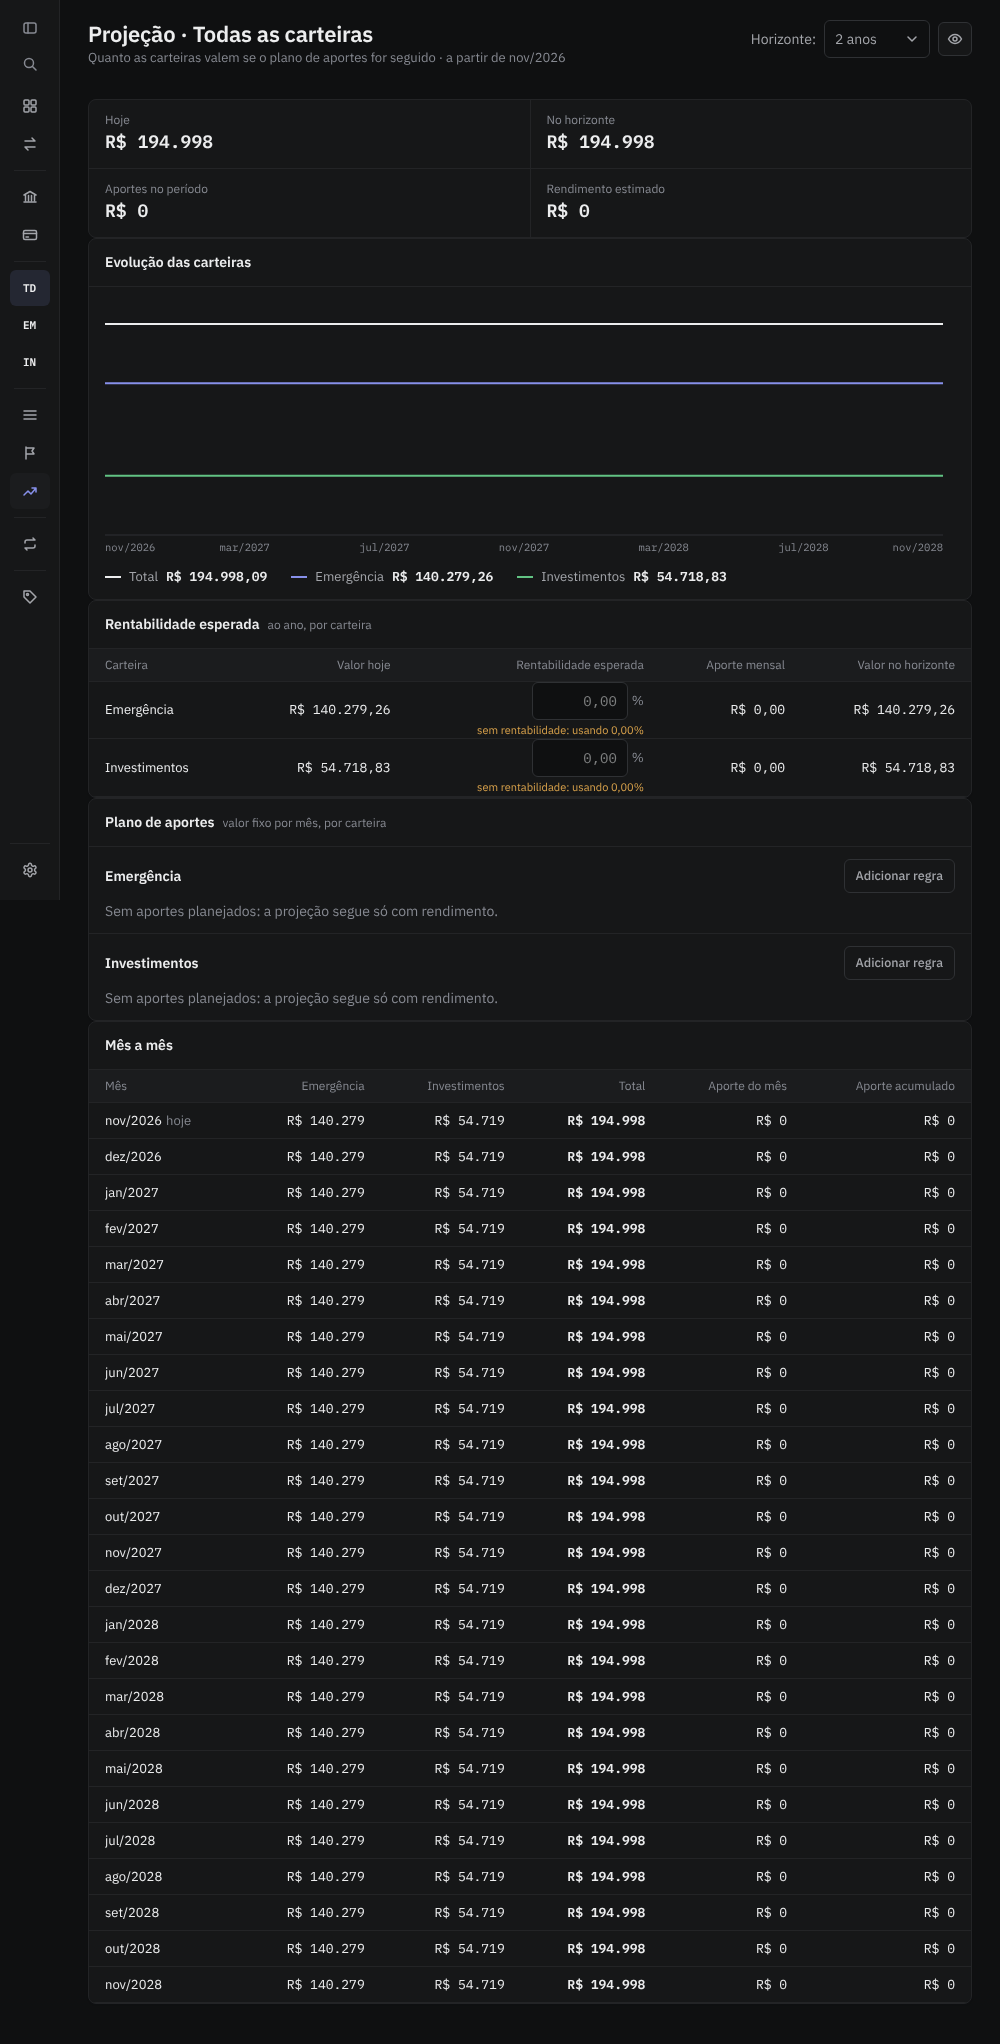 Projeção · Todas as carteiras
Quanto as carteiras valem se o plano de aportes for seguido · a partir de nov/2026
Horizonte: 2 anos
Hoje
R$ 194.998
No horizonte
R$ 194.998
Aportes no período
R$ 0
Rendimento estimado
R$ 0
TD
EM
IN
Evolução das carteiras
nov/2026 mar/2027 jul/2027 nov/2027 mar/2028 jul/2028 nov/2028
Total R$ 194.998,09 Emergência R$ 140.279,26 Investimentos R$ 54.718,83
Rentabilidade esperada ao ano, por carteira
Carteira Valor hoje Rentabilidade esperada Aporte mensal Valor no horizonte
Emergência R$ 140.279,26 0,00 % R$ 0,00 R$ 140.279,26
sem rentabilidade: usando 0,00%
Investimentos R$ 54.718,83 0,00 % R$ 0,00 R$ 54.718,83
sem rentabilidade: usando 0,00%
Plano de aportes valor fixo por mês, por carteira
Emergência Adicionar regra
Sem aportes planejados: a projeção segue só com rendimento.
Investimentos Adicionar regra
Sem aportes planejados: a projeção segue só com rendimento.
Mês a mês
Mês Emergência Investimentos Total Aporte do mês Aporte acumulado
nov/2026 hoje R$ 140.279 R$ 54.719 R$ 194.998 R$ 0 R$ 0
dez/2026 R$ 140.279 R$ 54.719 R$ 194.998 R$ 0 R$ 0
jan/2027 R$ 140.279 R$ 54.719 R$ 194.998 R$ 0 R$ 0
fev/2027 R$ 140.279 R$ 54.719 R$ 194.998 R$ 0 R$ 0
mar/2027 R$ 140.279 R$ 54.719 R$ 194.998 R$ 0 R$ 0
abr/2027 R$ 140.279 R$ 54.719 R$ 194.998 R$ 0 R$ 0
mai/2027 R$ 140.279 R$ 54.719 R$ 194.998 R$ 0 R$ 0
jun/2027 R$ 140.279 R$ 54.719 R$ 194.998 R$ 0 R$ 0
jul/2027 R$ 140.279 R$ 54.719 R$ 194.998 R$ 0 R$ 0
ago/2027 R$ 140.279 R$ 54.719 R$ 194.998 R$ 0 R$ 0
set/2027 R$ 140.279 R$ 54.719 R$ 194.998 R$ 0 R$ 0
out/2027 R$ 140.279 R$ 54.719 R$ 194.998 R$ 0 R$ 0
nov/2027 R$ 140.279 R$ 54.719 R$ 194.998 R$ 0 R$ 0
dez/2027 R$ 140.279 R$ 54.719 R$ 194.998 R$ 0 R$ 0
jan/2028 R$ 140.279 R$ 54.719 R$ 194.998 R$ 0 R$ 0
fev/2028 R$ 140.279 R$ 54.719 R$ 194.998 R$ 0 R$ 0
mar/2028 R$ 140.279 R$ 54.719 R$ 194.998 R$ 0 R$ 0
abr/2028 R$ 140.279 R$ 54.719 R$ 194.998 R$ 0 R$ 0
mai/2028 R$ 140.279 R$ 54.719 R$ 194.998 R$ 0 R$ 0
jun/2028 R$ 140.279 R$ 54.719 R$ 194.998 R$ 0 R$ 0
jul/2028 R$ 140.279 R$ 54.719 R$ 194.998 R$ 0 R$ 0
ago/2028 R$ 140.279 R$ 54.719 R$ 194.998 R$ 0 R$ 0
set/2028 R$ 140.279 R$ 54.719 R$ 194.998 R$ 0 R$ 0
out/2028 R$ 140.279 R$ 54.719 R$ 194.998 R$ 0 R$ 0
nov/2028 R$ 140.279 R$ 54.719 R$ 194.998 R$ 0 R$ 0